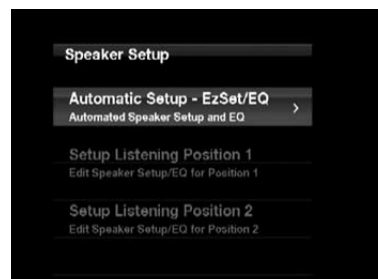 Speaker Setup
Automatic Setup - EzSet/EQ
Automated Speaker Setup and EQ
Setup Listening Position 1
Edit Speaker Setup/EQ for Position 1
Setup Listening Position 2
Edit Speaker Setup/EQ for Position 2